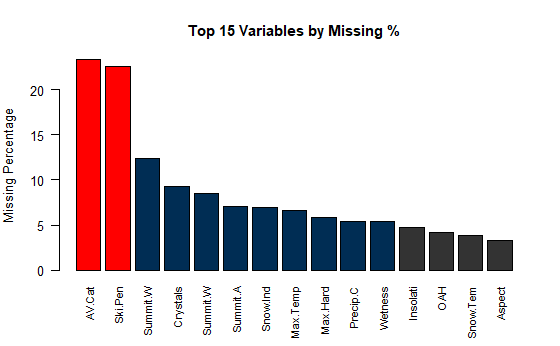 Top 15 Variables by Missing %
Missing Percentage
20
15
10
5
0
AV.Cat
Ski.Pen
Summit.W
Crystals
Summit.W
Summit.A
Snow.Ind
Max.Temp
Max.Hard
Precip.C
Wetness
Insolati
OAH
Snow.Tem
Aspect